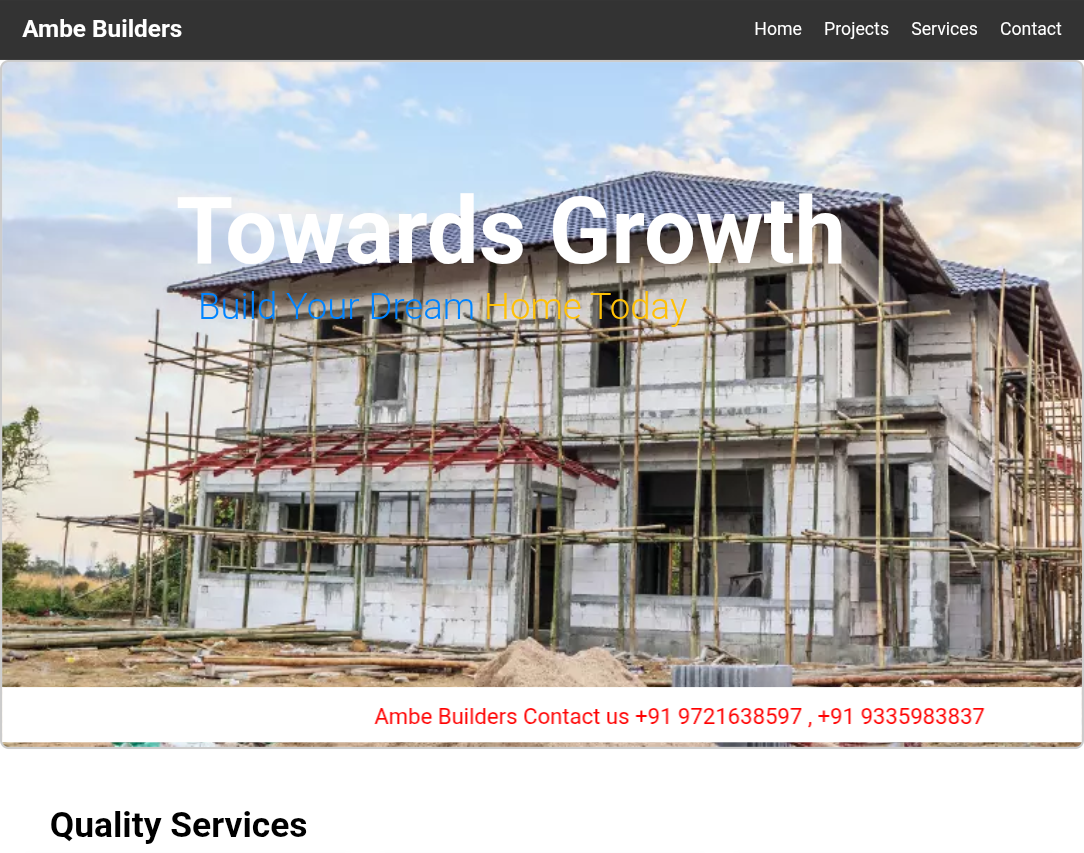 Ambe Builders
Home Projects Services Contact
Towards Growth
Build Your Dream Home Today
Ambe Builders Contact us +91 9721638597 , +91 9335983837
Quality Services